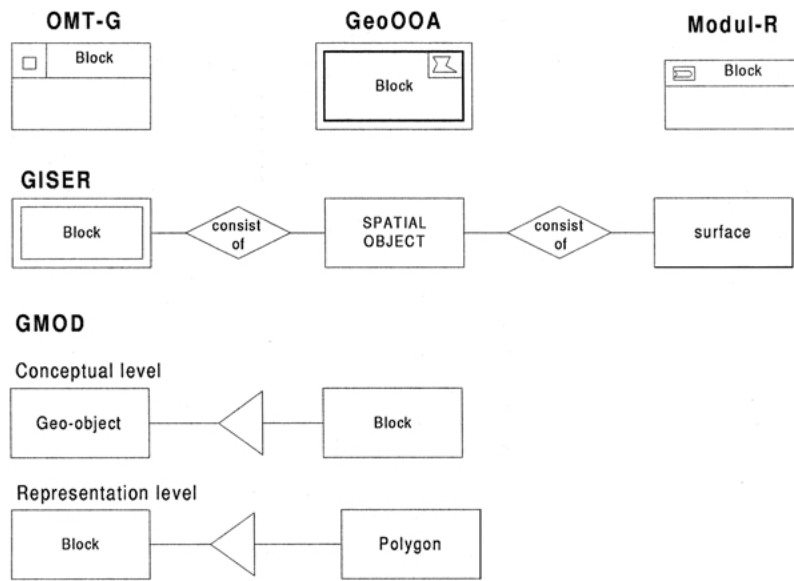 OMT-G
GeoOOA
Modul-R
Block
Block
Block
GISER
Block
consist
of
SPATIAL
OBJECT
consist
of
surface
GMOD
Conceptual level
Geo-object
Block
Representation level
Block
Polygon